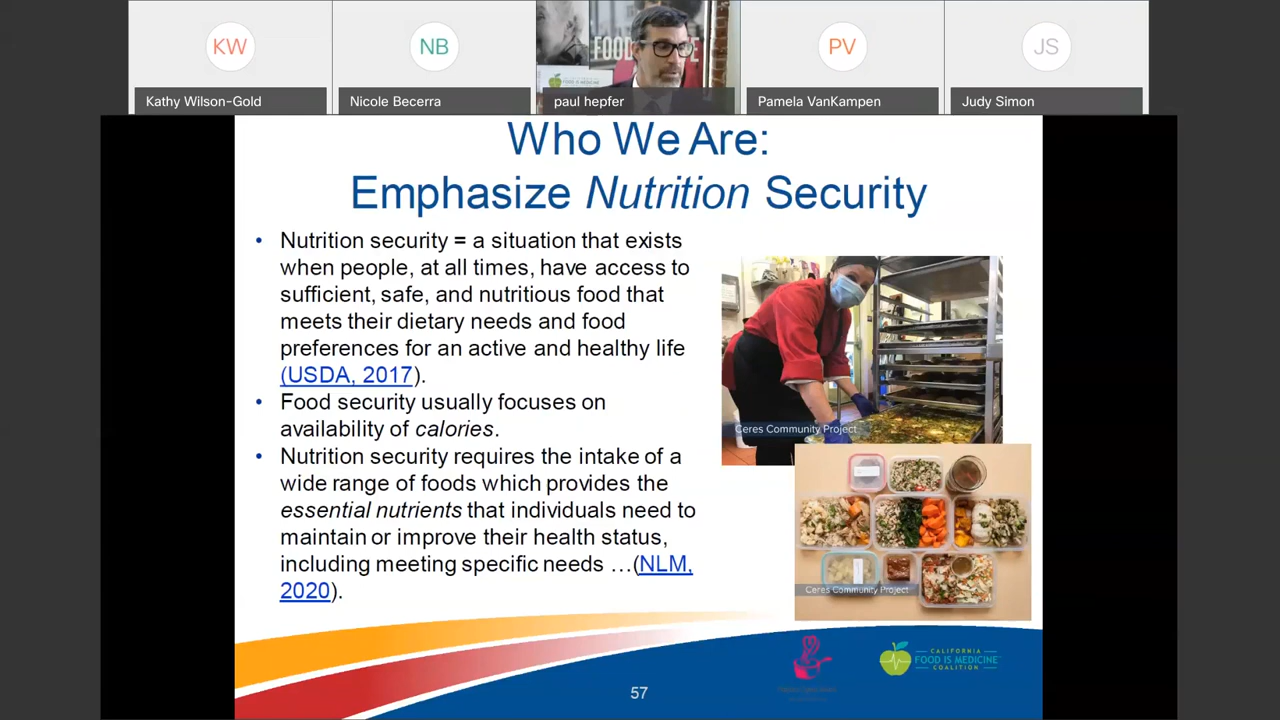 KW
NB
PV
JS
FOOD
Kathy Wilson-Gold
Nicole Becerra
paul hepfer
Pamela VanKampen
Judy Simon
Who We Are:
Emphasize Nutrition Security
• Nutrition security = a situation that exists
when people, at all times, have access to
sufficient, safe, and nutritious food that
meets their dietary needs and food
preferences for an active and healthy life
(USDA, 2017).
• Food security usually focuses on
availability of calories.
• Nutrition security requires the intake of a
wide range of foods which provides the
essential nutrients that individuals need to
maintain or improve their health status,
including meeting specific needs …(NLM,
2020).
Ceres Community Project
Ceres Community Project
CALIFORNIA
FOOD IS MEDICINE
COALITION
57